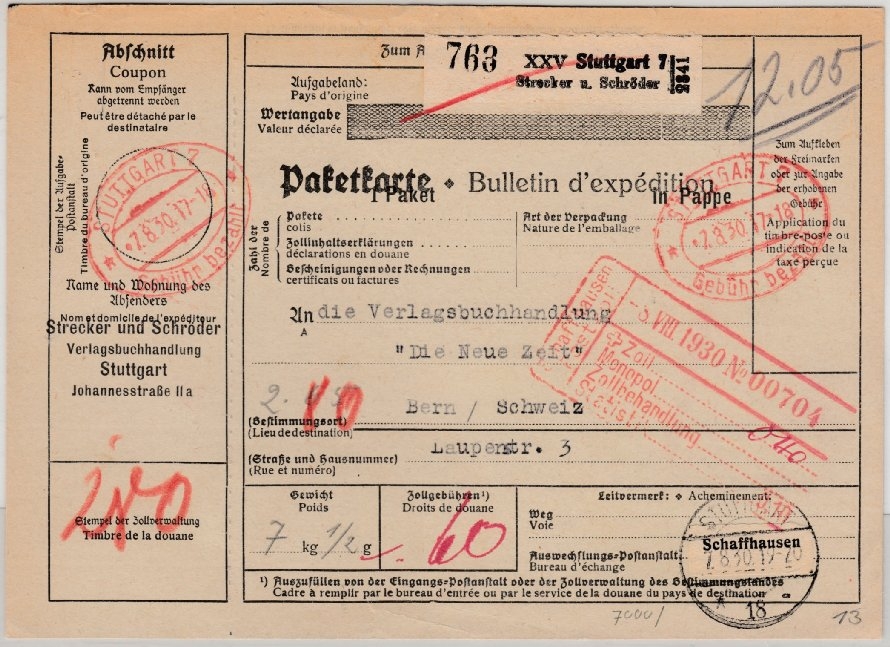 Abschnitt
Coupon
Kann vom Empfänger
abgetrennt werden
Peut être détaché par le
destinataire
Stempel der Aufgabe-
Postanstalt
Timbre du bureau d'origine
STUTTGART 7
7.8.30.17-18
Gebühr bezahlt
Name und Wohnung des
Absenders
Nom et domicile de l'expéditeur
Strecker und Schröder
Verlagsbuchhandlung
Stuttgart
Johannesstraße 11a
Stempel der Zollverwaltung
Timbre de la douane
Zum A
763
XXV Stuttgart 7
Strecker u. Schröder
2841
12.05
Aufgabeland:
Pays d'origine
Wertangabe
Valeur déclarée
Paketkarte ❖ Bulletin d'expédition
1 Paket
in Pappe
Zahl der
Nombre de
Pakete
colis
Zollinhaltserklärungen
déclarations en douane
Bescheinigungen oder Rechnungen
certificats ou factures
Art der Verpackung
Nature de l'emballage
Zum Aufkleben
der Freimarken
oder zur Angabe
der erhobenen
Gebühr
Application du
timbre-poste ou
indication de la
taxe perçue
STUTTGART
7.8.30.17-18
Gebühr bezahlt
An die Verlagsbuchhandlung
A
"Die Neue Zeit"
Bern / Schweiz
Lauperstr. 3
(Bestimmungsort)
(Lieu de destination)
(Straße und Hausnummer)
(Rue et numéro)
Schaffhausen
8. VIII. 1930 No 00704
Zoll
Monopol
Zollbehandlung
Statist.
Gewicht
Poids
7 kg 1/2 g
Zollgebühren¹)
Droits de douane
60
Leitvermerk: ❖ Acheminement:
Weg
Voie
Auswechslungs-Postanstalt
Bureau d'échange
STUTTGART
Schaffhausen
7.8.30.19-20
18
¹) Auszufüllen von der Eingangs-Postanstalt oder der Zollverwaltung des Bestimmungslandes
Cadre à remplir par le bureau d'entrée ou par le service de la douane du pays de destination
7000/
13